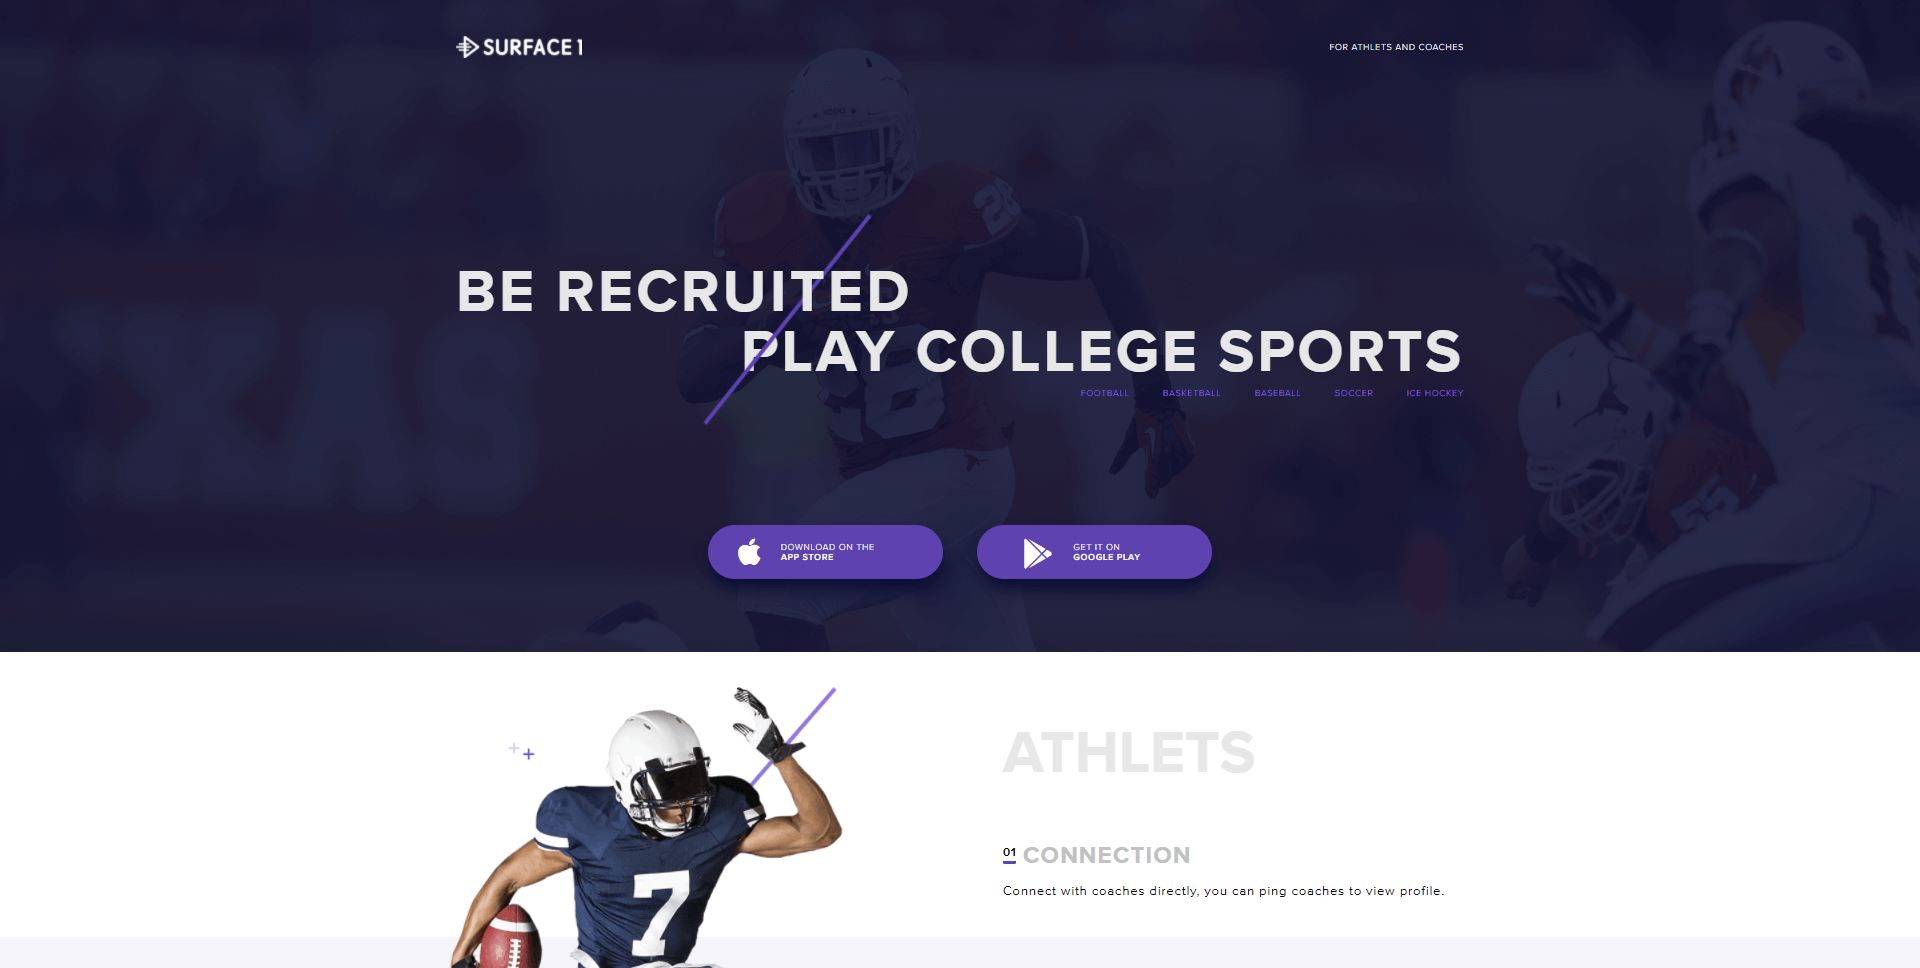 SURFACE 1
FOR ATHLETS AND COACHES
BE RECRUITED
PLAY COLLEGE SPORTS
FOOTBALL BASKETBALL BASEBALL SOCCER ICE HOCKEY
DOWNLOAD ON THE
APP STORE
GET IT ON
GOOGLE PLAY
ATHLETS
01 CONNECTION
Connect with coaches directly, you can ping coaches to view profile.
7